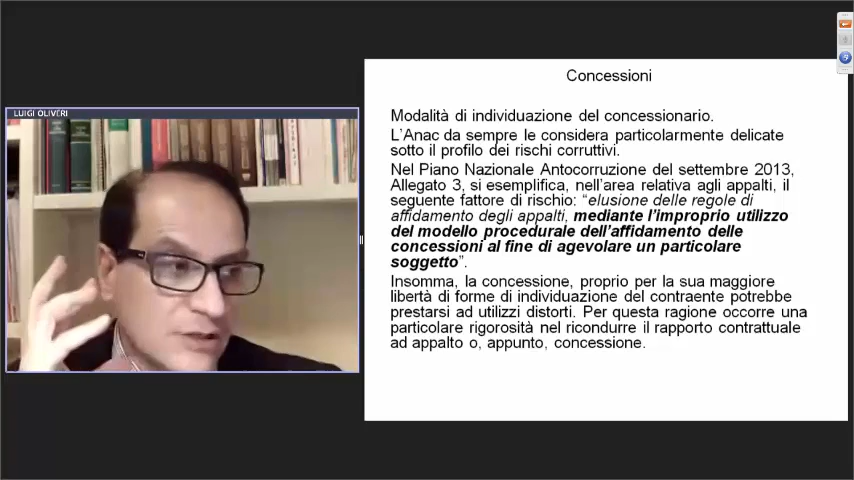 LUIGI OLIVERI
Concessioni
Modalità di individuazione del concessionario.
L'Anac da sempre le considera particolarmente delicate
sotto il profilo dei rischi corruttivi.
Nel Piano Nazionale Antocorruzione del settembre 2013,
Allegato 3, si esemplifica, nell'area relativa agli appalti, il
seguente fattore di rischio: "elusione delle regole di
affidamento degli appalti, mediante l'improprio utilizzo
del modello procedurale dell'affidamento delle
concessioni al fine di agevolare un particolare
soggetto".
Insomma, la concessione, proprio per la sua maggiore
libertà di forme di individuazione del contraente potrebbe
prestarsi ad utilizzi distorti. Per questa ragione occorre una
particolare rigorosità nel ricondurre il rapporto contrattuale
ad appalto o, appunto, concessione.